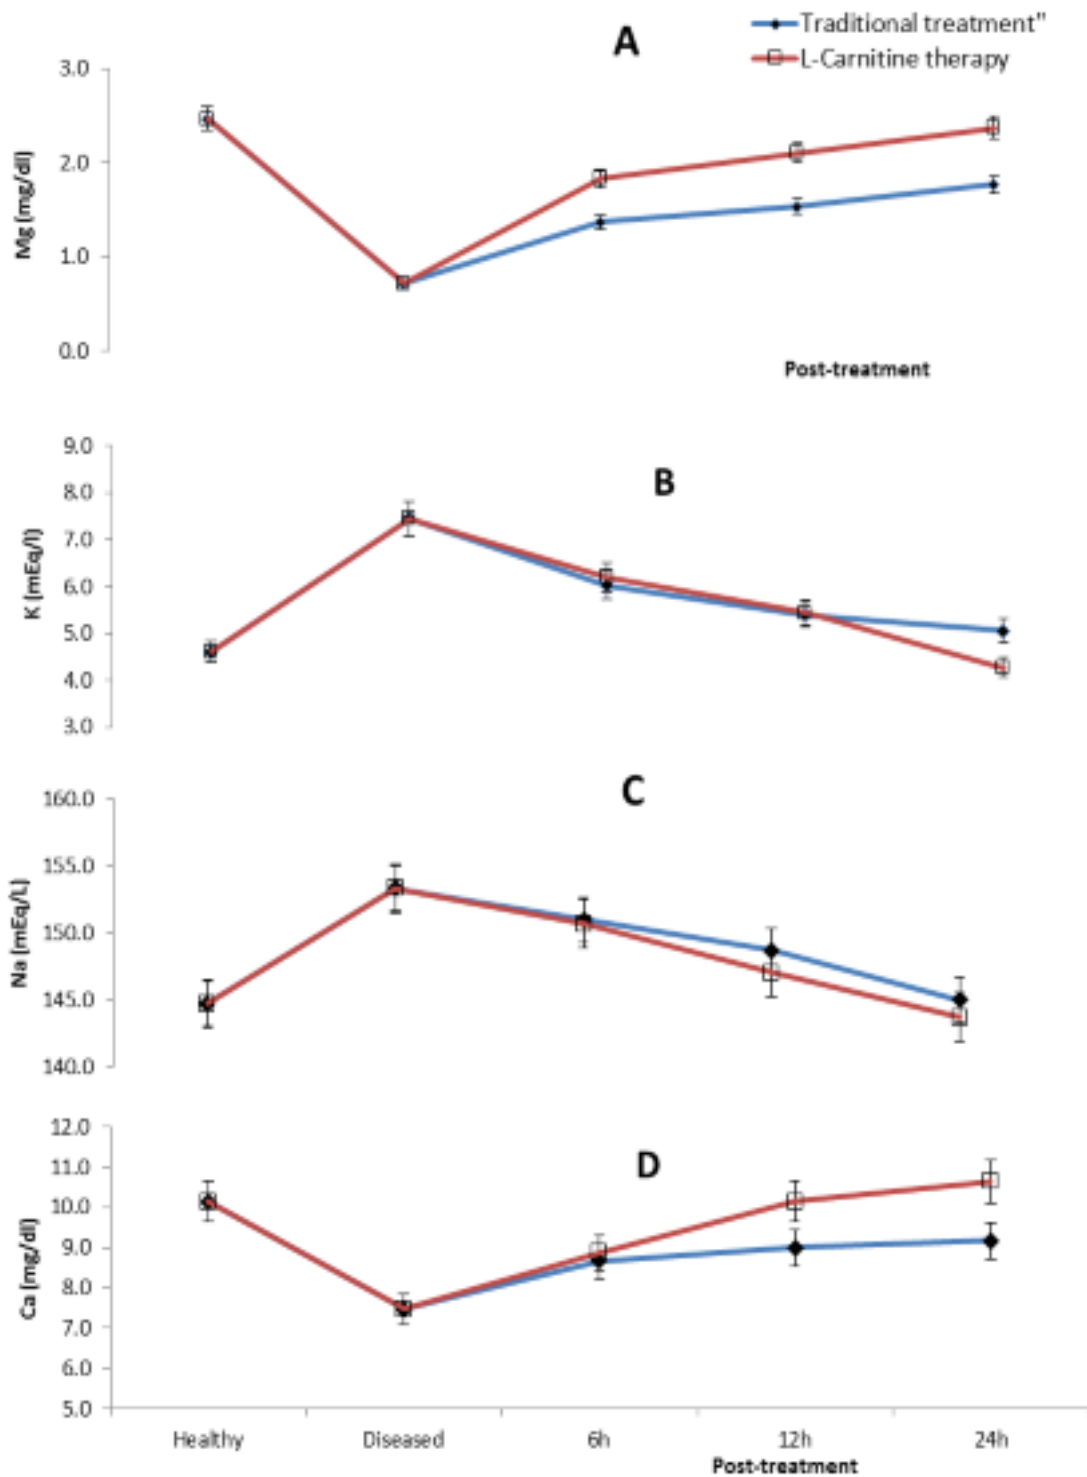 A
Traditional treatment"
L-Carnitine therapy
3.0
2.0
1.0
0.0
Mg (mg/dl)
Post-treatment
B
9.0
8.0
7.0
6.0
5.0
4.0
3.0
K (mEq/l)
C
160.0
155.0
150.0
145.0
140.0
Na (mEq/L)
D
12.0
11.0
10.0
9.0
8.0
7.0
6.0
5.0
Ca (mg/dl)
Healthy Diseased 6h 12h 24h
Post-treatment